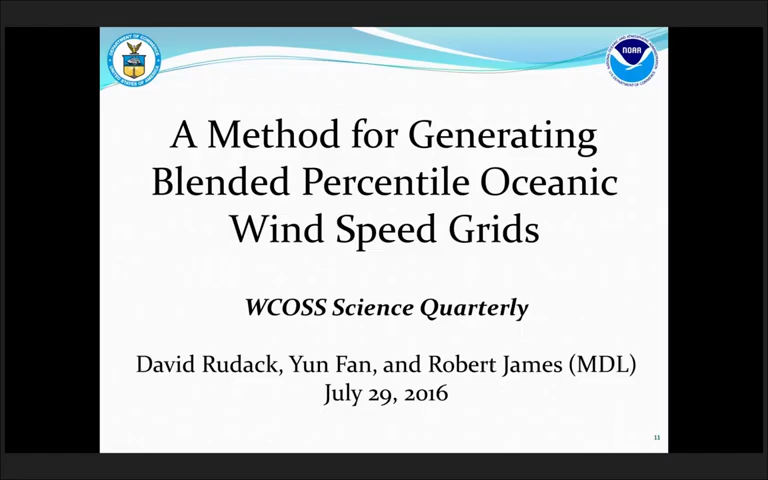 NOAA
A Method for Generating
Blended Percentile Oceanic
Wind Speed Grids
WCOSS Science Quarterly
David Rudack, Yun Fan, and Robert James (MDL)
July 29, 2016
11